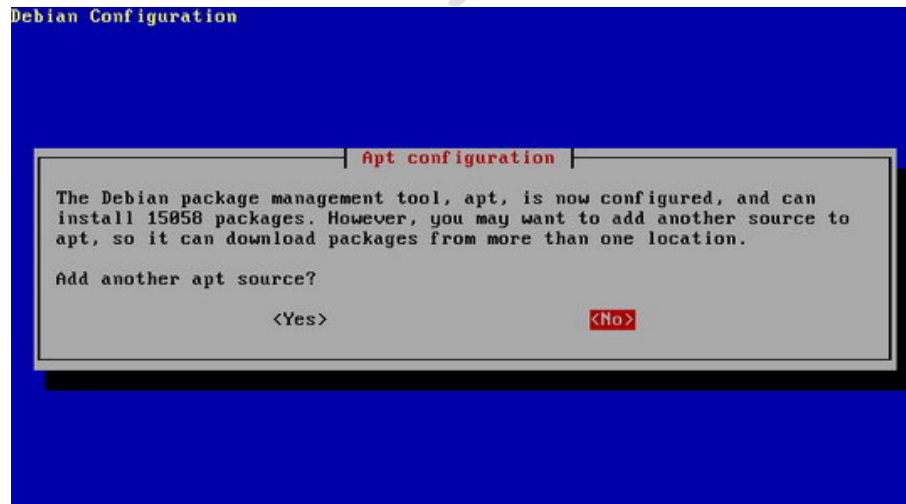 Debian Configuration
Apt configuration
The Debian package management tool, apt, is now configured, and can
install 15058 packages. However, you may want to add another source to
apt, so it can download packages from more than one location.
Add another apt source?
<Yes> <No>